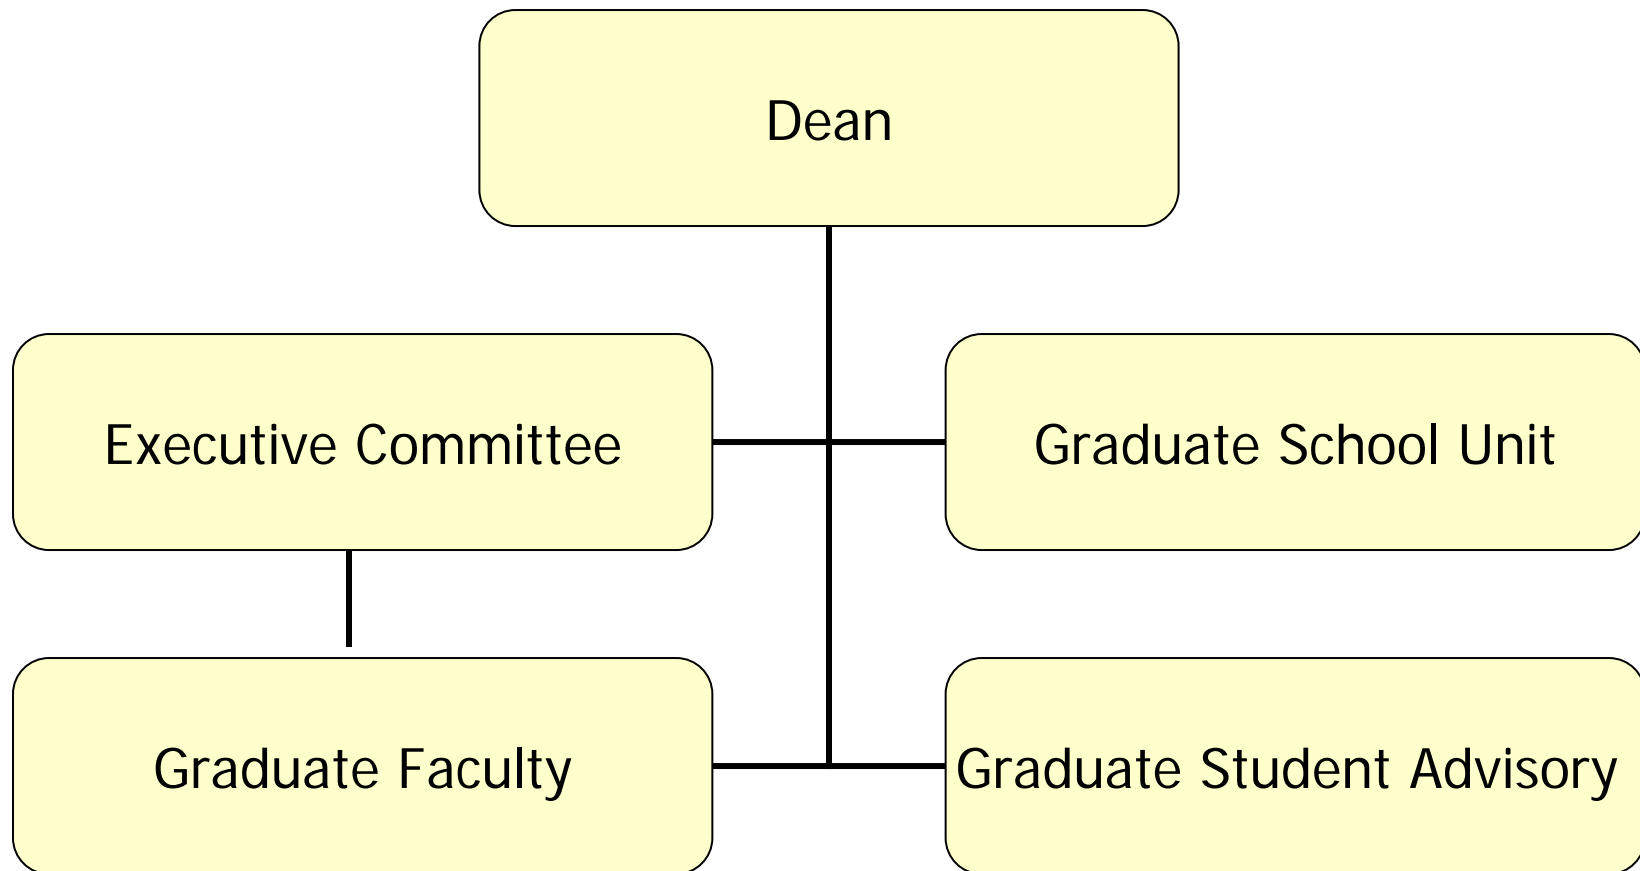 Dean
Executive Committee
Graduate School Unit
Graduate Faculty
Graduate Student Advisory